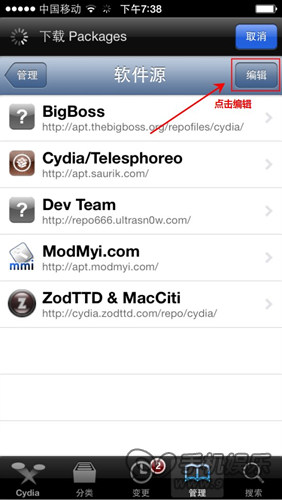 中国移动 下午7:38
下载 Packages 取消
管理 软件源 编辑
点击编辑
BigBoss
http://apt.thebigboss.org/repofiles/cydia/
Cydia/Telesphoreo
http://apt.saurik.com/
Dev Team
http://repo666.ultrasn0w.com/
ModMyi.com
http://apt.modmyi.com/
mmi
ZodTTD & MacCiti
http://cydia.zodttd.com/repo/cydia/
2
Cydia 分类 变更 管理 搜索